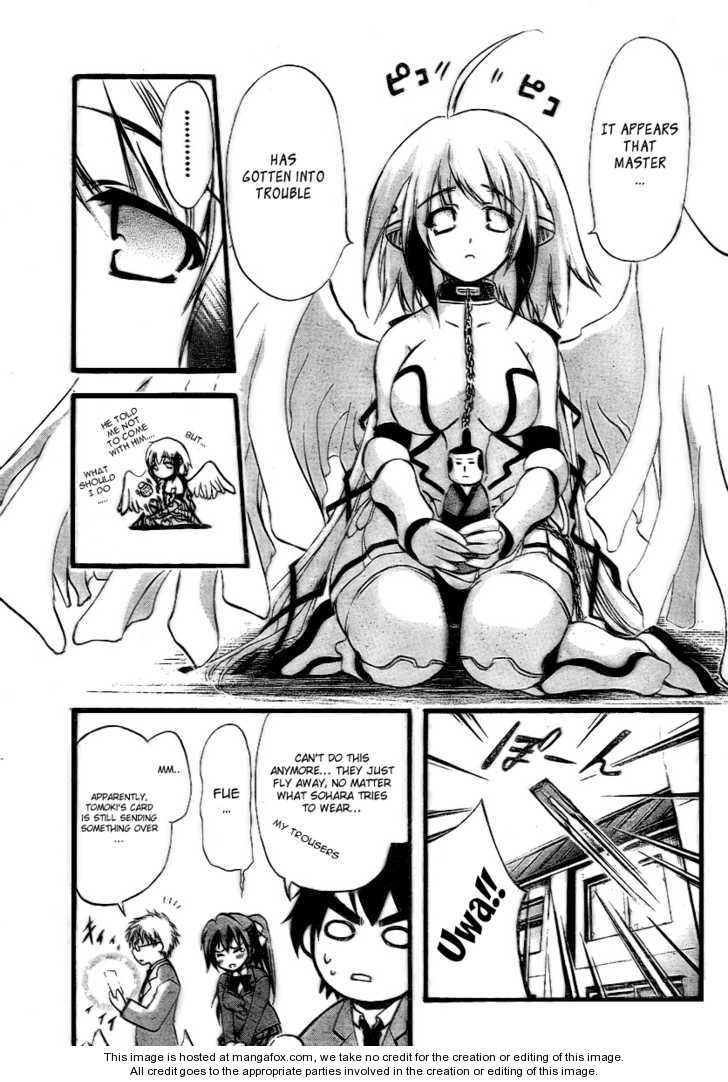 IT APPEARS
THAT
MASTER
...
ピコッ
ピコ
HAS
GOTTEN INTO
TROUBLE
..........
HE TOLD
ME NOT
TO COME
WITH HIM....
BUT...
WHAT
SHOULD
I DO
.....
ぽーん
Uwa!!
CAN'T DO THIS
ANYMORE... THEY JUST
FLY AWAY, NO MATTER
WHAT SOHARA TRIES
TO WEAR...
MY TROUSERS
FUE
...
MM..
APPARENTLY,
TOMOKI'S CARD
IS STILL SENDING
SOMETHING OVER
...
This image is hosted at mangafox.com, we take no credit for the creation or editing of this image.
All credit goes to the appropriate parties involved in the creation or editing of this image.